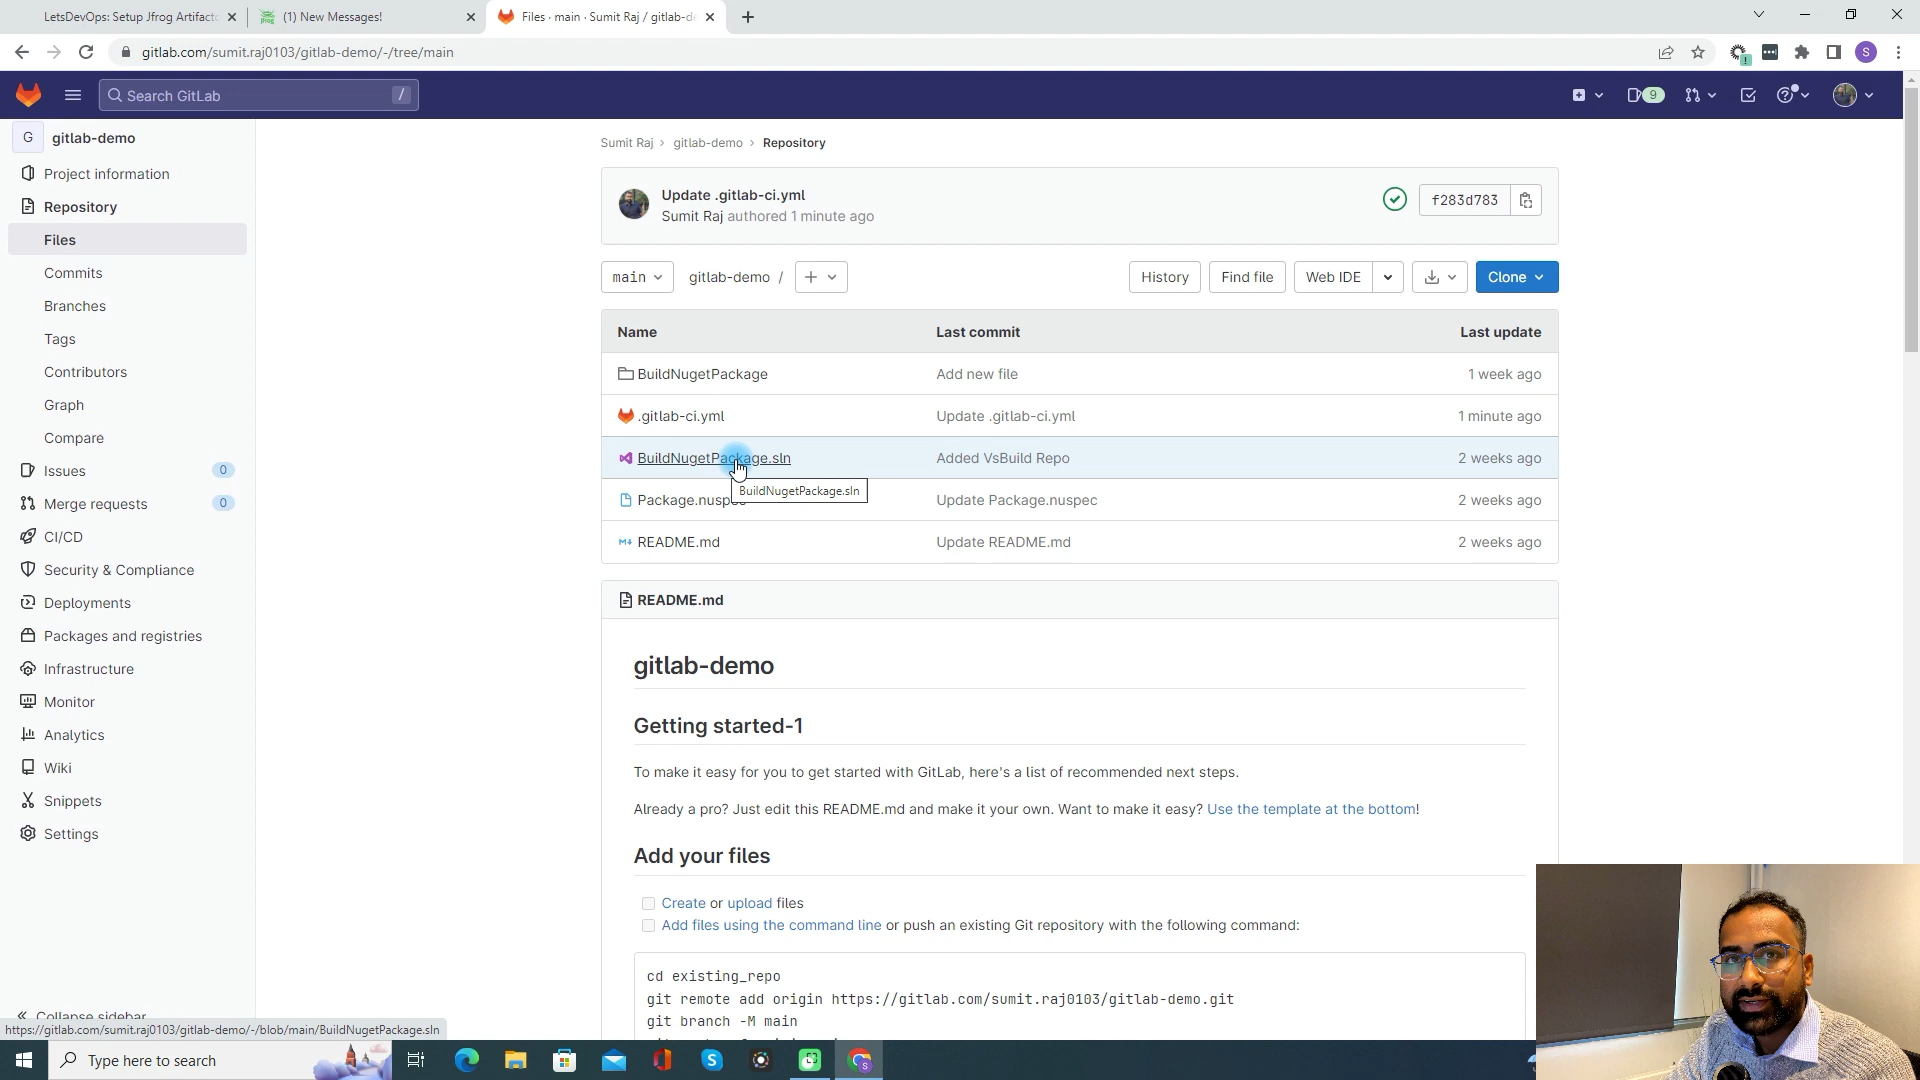 LetsDevOps: Setup Jfrog Artifact
(1) New Messages!
Files · main · Sumit Raj / gitlab-de
gitlab.com/sumit.raj0103/gitlab-demo/-/tree/main
S
Search GitLab
/
9
G
gitlab-demo
Project information
Repository
Files
Commits
Branches
Tags
Contributors
Graph
Compare
Issues 0
Merge requests 0
CI/CD
Security & Compliance
Deployments
Packages and registries
Infrastructure
Monitor
Analytics
Wiki
Snippets
Settings
Collapse sidebar
https://gitlab.com/sumit.raj0103/gitlab-demo/-/blob/main/BuildNugetPackage.sln
Sumit Raj › gitlab-demo › Repository
Update .gitlab-ci.yml
Sumit Raj authored 1 minute ago
f283d783
main
gitlab-demo /
+
History
Find file
Web IDE
Clone
Name Last commit Last update
BuildNugetPackage Add new file 1 week ago
.gitlab-ci.yml Update .gitlab-ci.yml 1 minute ago
BuildNugetPackage.sln Added VsBuild Repo 2 weeks ago
BuildNugetPackage.sln
Package.nuspec Update Package.nuspec 2 weeks ago
README.md Update README.md 2 weeks ago
README.md
gitlab-demo
Getting started-1
To make it easy for you to get started with GitLab, here's a list of recommended next steps.
Already a pro? Just edit this README.md and make it your own. Want to make it easy? Use the template at the bottom!
Add your files
Create or upload files
Add files using the command line or push an existing Git repository with the following command:
cd existing_repo
git remote add origin https://gitlab.com/sumit.raj0103/gitlab-demo.git
git branch -M main
Type here to search